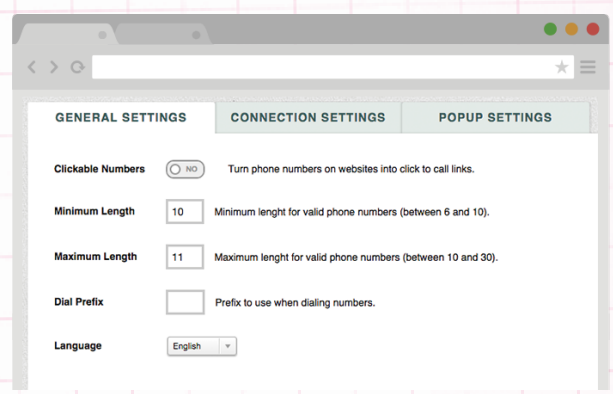 GENERAL SETTINGS CONNECTION SETTINGS POPUP SETTINGS
Clickable Numbers NO Turn phone numbers on websites into click to call links.
Minimum Length 10 Minimum lenght for valid phone numbers (between 6 and 10).
Maximum Length 11 Maximum lenght for valid phone numbers (between 10 and 30).
Dial Prefix Prefix to use when dialing numbers.
Language English